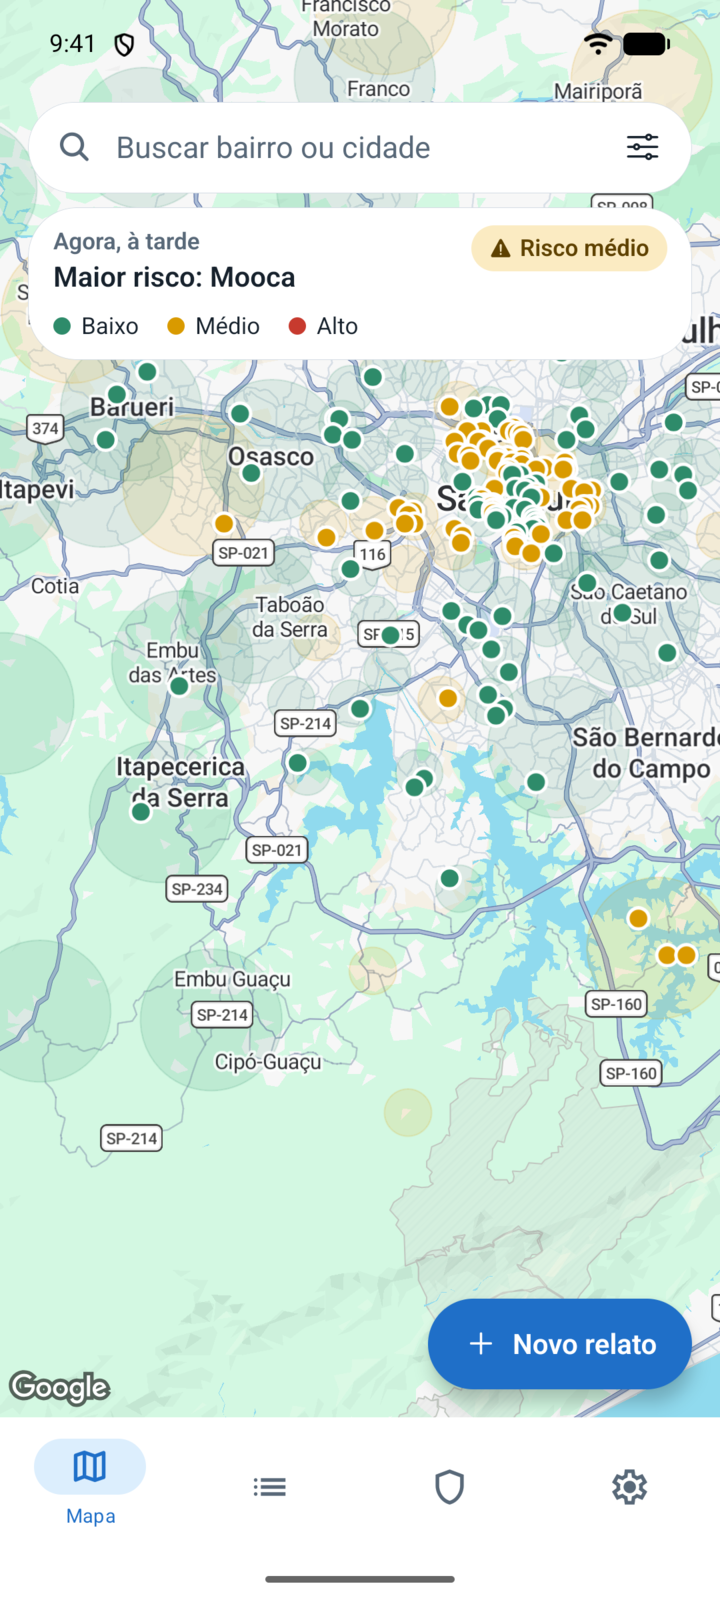 Francisco
Morato
9:41
Franco
Mairiporã
Buscar bairro ou cidade
Agora, à tarde
Risco médio
Maior risco: Mooca
Baixo
Médio
Alto
Barueri
374
Osasco
Itapevi
SP-021
116
Cotia
Taboão
da Serra
São Caetano
do Sul
Embu
das Artes
SP-214
São Bernardo
do Campo
Itapecerica
da Serra
SP-021
SP-234
Embu Guaçu
SP-214
SP-160
Cipó-Guaçu
SP-160
SP-214
Novo relato
Google
Mapa